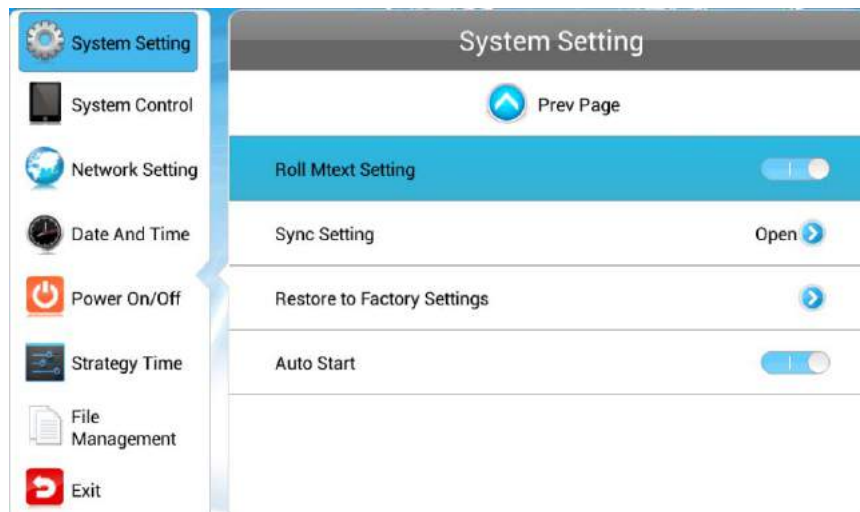 System Setting
System Control
Network Setting
Date And Time
Power On/Off
Strategy Time
File
Management
Exit
System Setting
Prev Page
Roll Mtext Setting
Sync Setting Open
Restore to Factory Settings
Auto Start